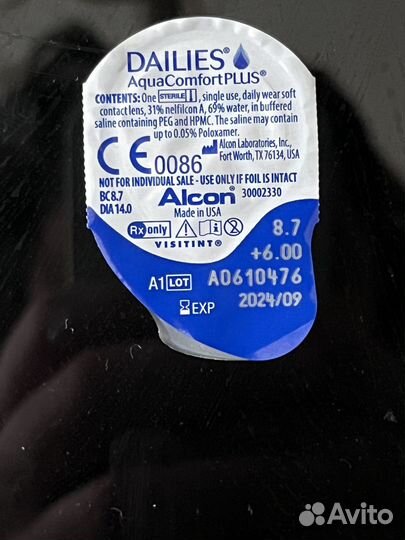 DAILIES®
AquaComfortPLUS®
CONTENTS: One STERILE, single use, daily wear soft
contact lens, 31% nelfilcon A, 69% water, in buffered
saline containing PEG and HPMC. The saline may contain
up to 0.05% Poloxamer.
CE 0086 Alcon Laboratories, Inc.,
Fort Worth, TX 76134, USA
NOT FOR INDIVIDUAL SALE - USE ONLY IF FOIL IS INTACT
BC 8.7 Alcon® 30002330
DIA 14.0 Made in USA
Rx only
VISITINT®
8.7
+6.00
A1 LOT A0610476
EXP 2024/09
Avito